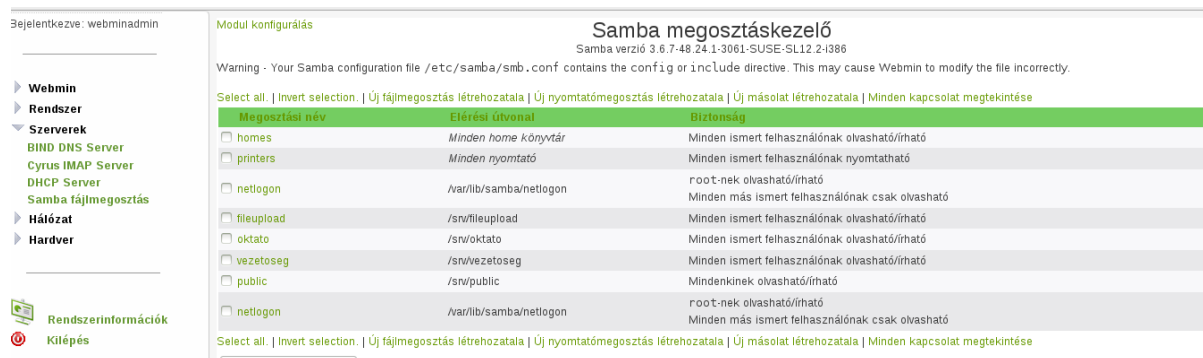 Bejelentkezve: webminadmin
Webmin
Rendszer
Szerverek
BIND DNS Server
Cyrus IMAP Server
DHCP Server
Samba fájlmegosztás
Hálózat
Hardver
Rendszerinformációk
Kilépés
Modul konfigurálás
Samba megosztáskezelő
Samba verzió 3.6.7-48.24.1-3061-SUSE-SL12.2-i386
Warning - Your Samba configuration file /etc/samba/smb.conf contains the config or include directive. This may cause Webmin to modify the file incorrectly.
Select all. | Invert selection. | Új fájlmegosztás létrehozatala | Új nyomtatómegosztás létrehozatala | Új másolat létrehozatala | Minden kapcsolat megtekintése
Megosztási név Elérési útvonal Biztonság
homes Minden home könyvtár Minden ismert felhasználónak olvasható/írható
printers Minden nyomtató Minden ismert felhasználónak nyomtatható
netlogon /var/lib/samba/netlogon root-nek olvasható/írható
Minden más ismert felhasználónak csak olvasható
fileupload /srv/fileupload Minden ismert felhasználónak olvasható/írható
oktato /srv/oktato Minden ismert felhasználónak olvasható/írható
vezetoseg /srv/vezetoseg Minden ismert felhasználónak olvasható/írható
public /srv/public Mindenkinek olvasható/írható
netlogon /var/lib/samba/netlogon root-nek olvasható/írható
Minden más ismert felhasználónak csak olvasható
Select all. | Invert selection. | Új fájlmegosztás létrehozatala | Új nyomtatómegosztás létrehozatala | Új másolat létrehozatala | Minden kapcsolat megtekintése